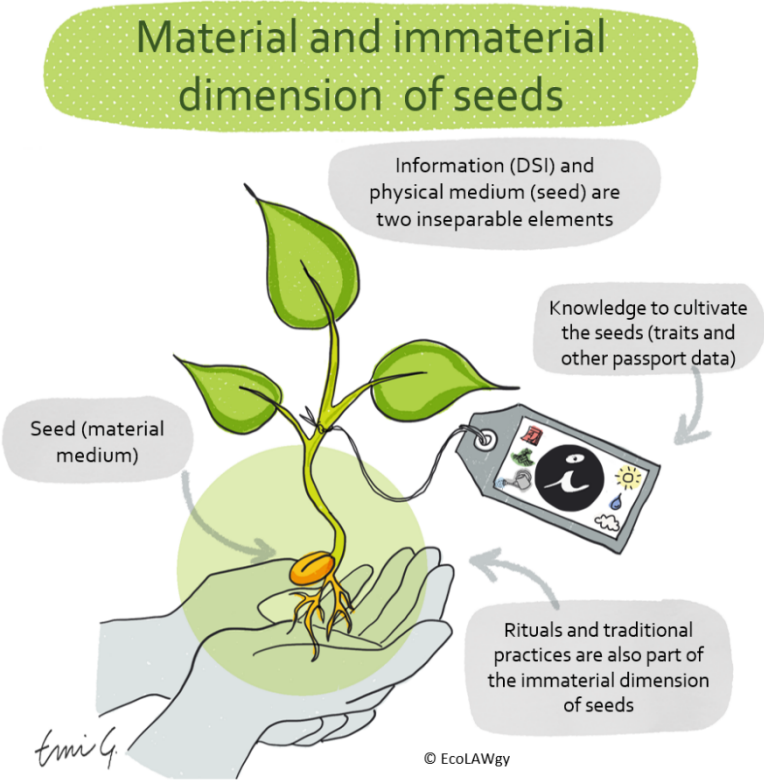 Material and immaterial
dimension of seeds
Information (DSI) and
physical medium (seed) are
two inseparable elements
Knowledge to cultivate
the seeds (traits and
other passport data)
Seed (material
medium)
i
Rituals and traditional
practices are also part of
the immaterial dimension
of seeds
Emi G.
© EcoLAWgy